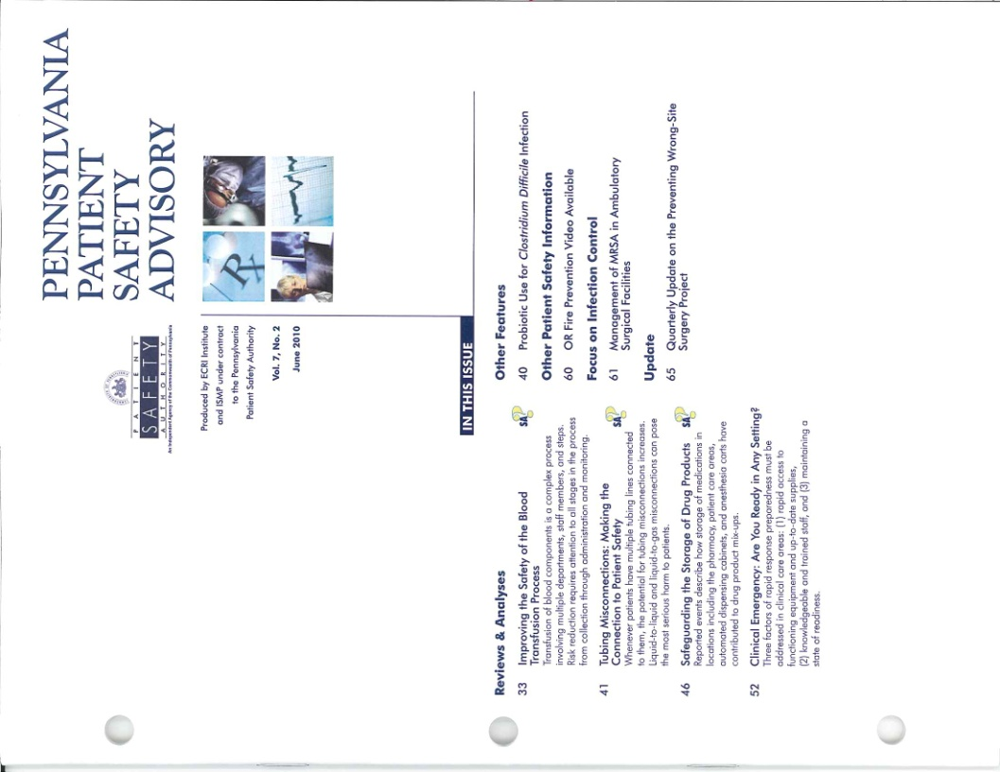 PENNSYLVANIA
PATIENT
SAFETY
ADVISORY
PATIENT
SAFETY
AUTHORITY
An Independent Agency of the Commonwealth of Pennsylvania
Produced by ECRI Institute
and ISMP under contract
to the Pennsylvania
Patient Safety Authority
Vol. 7, No. 2
June 2010
Rx
IN THIS ISSUE
Reviews & Analyses
33 Improving the Safety of the Blood
Transfusion Process
SA?
Transfusion of blood components is a complex process
involving multiple departments, staff members, and steps.
Risk reduction requires attention to all stages in the process
from collection through administration and monitoring.
41 Tubing Misconnections: Making the
Connection to Patient Safety
SA?
Whenever patients have multiple tubing lines connected
to them, the potential for tubing misconnections increases.
Liquid-to-liquid and liquid-to-gas misconnections can pose
the most serious harm to patients.
46 Safeguarding the Storage of Drug Products SA?
Reported events describe how storage of medications in
locations including the pharmacy, patient care areas,
automated dispensing cabinets, and anesthesia carts have
contributed to drug product mix-ups.
52 Clinical Emergency: Are You Ready in Any Setting?
Three factors of rapid response preparedness must be
addressed in clinical care areas: (1) rapid access to
functioning equipment and up-to-date supplies,
(2) knowledgeable and trained staff, and (3) maintaining a
state of readiness.
Other Features
40 Probiotic Use for Clostridium Difficile Infection
Other Patient Safety Information
60 OR Fire Prevention Video Available
Focus on Infection Control
61 Management of MRSA in Ambulatory
Surgical Facilities
Update
65 Quarterly Update on the Preventing Wrong-Site
Surgery Project